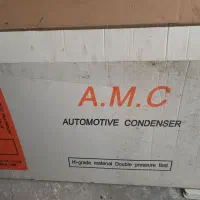 A.M.C
AUTOMOTIVE CONDENSER
Hi-grade material Double pressure test